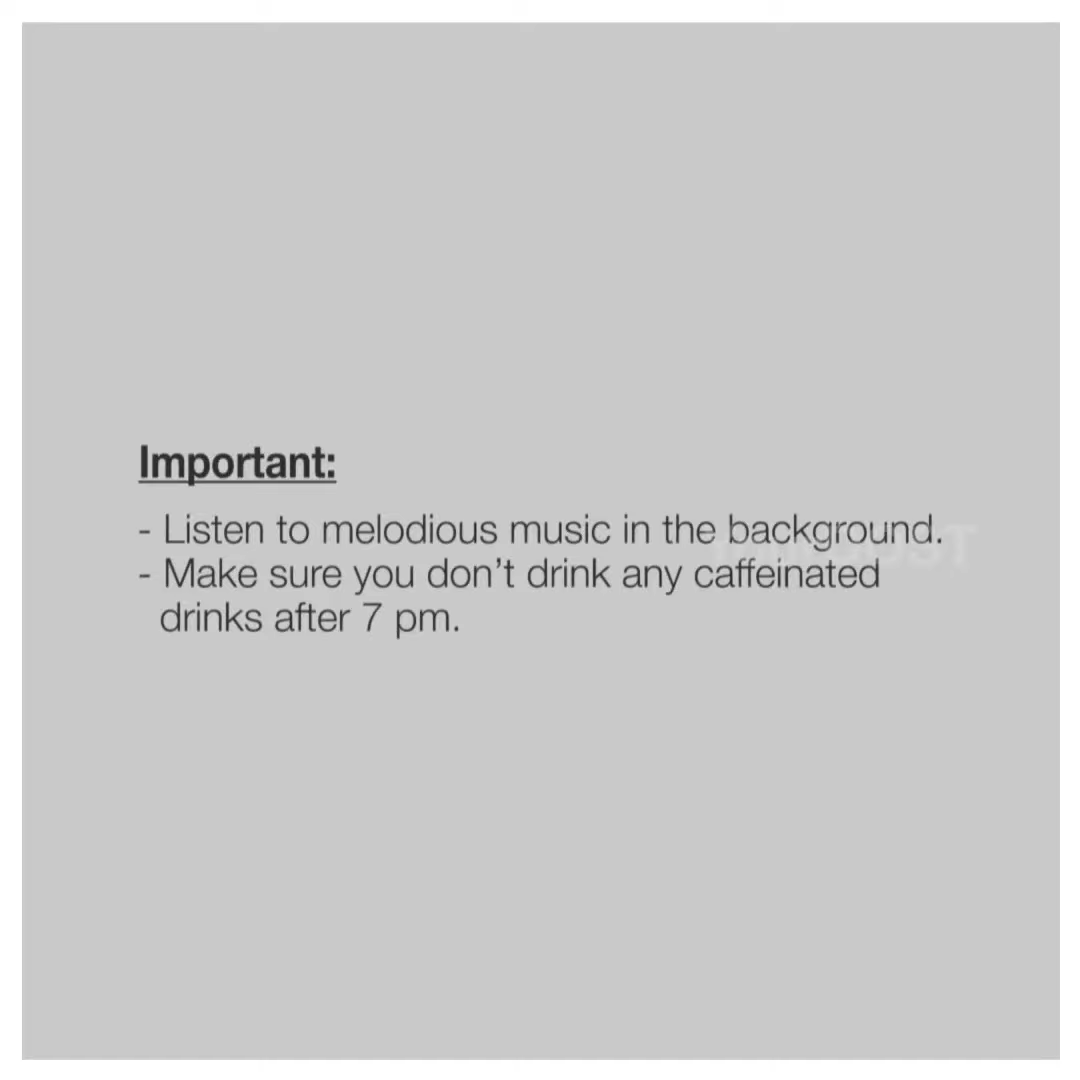 Important:
- Listen to melodious music in the background.
- Make sure you don’t drink any caffeinated
drinks after 7 pm.